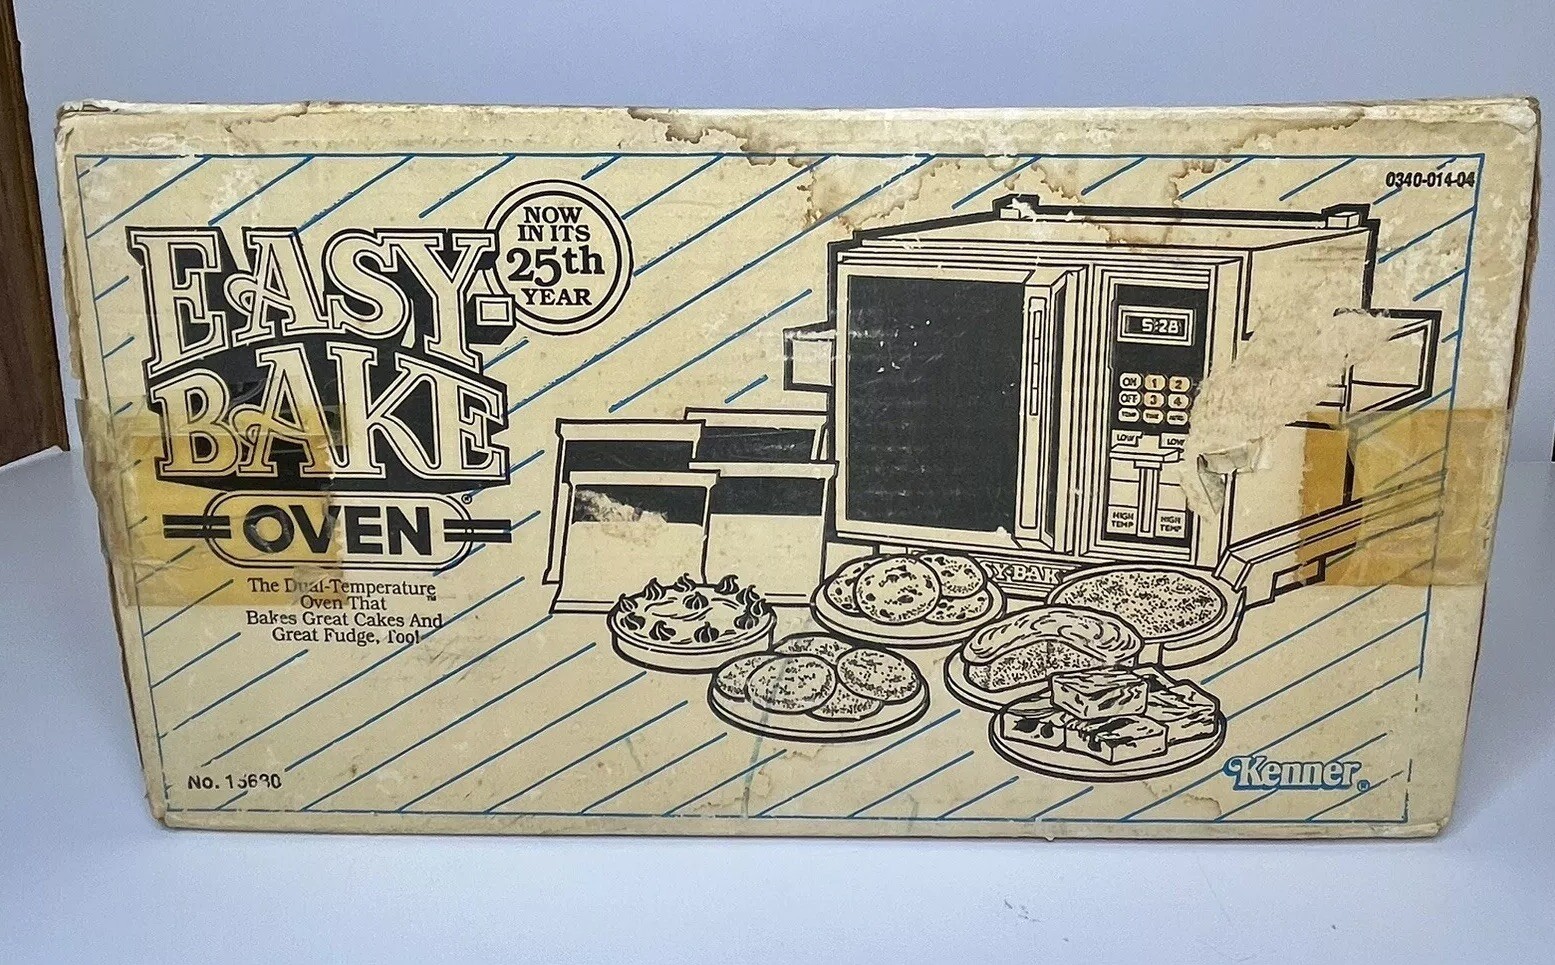 0340-014-04
EASY-
BAKE
OVEN®
NOW
IN ITS
25th
YEAR
The Dual-Temperature™
Oven That
Bakes Great Cakes And
Great Fudge, Too!
5:28
ON 1 2
OFF 3 4
LOW LOW
HIGH TEMP HIGH TEMP
No.
Kenner®